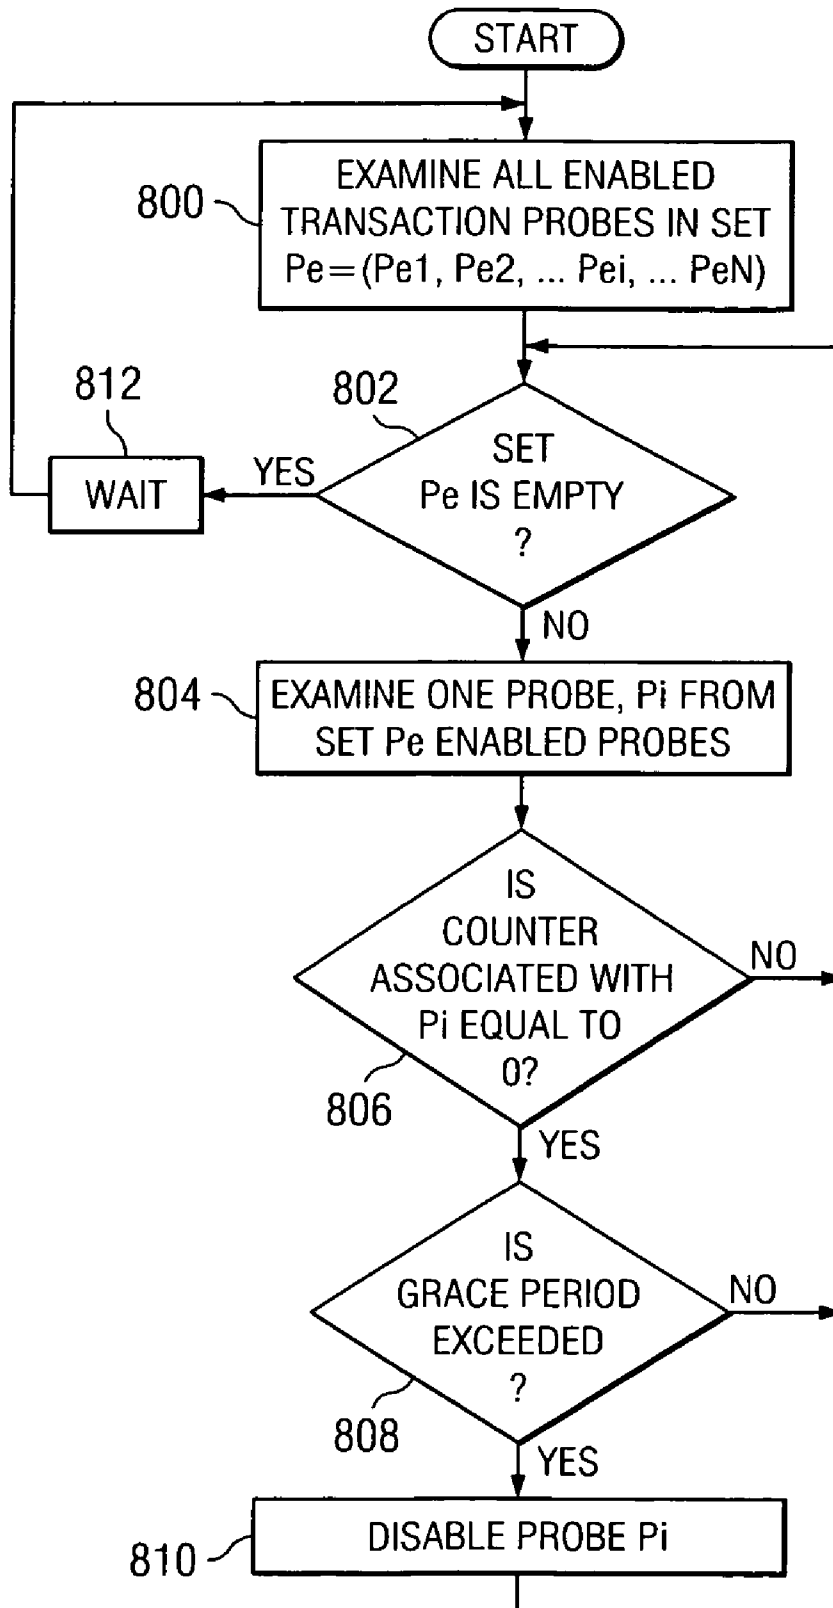 START
800
EXAMINE ALL ENABLED
TRANSACTION PROBES IN SET
Pe=(Pe1, Pe2, ... Pei, ... PeN)
812
802
WAIT
YES
SET
Pe IS EMPTY
?
NO
804
EXAMINE ONE PROBE, Pi FROM
SET Pe ENABLED PROBES
IS
COUNTER
ASSOCIATED WITH
Pi EQUAL TO
0?
NO
806
YES
IS
GRACE PERIOD
EXCEEDED
?
NO
808
YES
810
DISABLE PROBE Pi